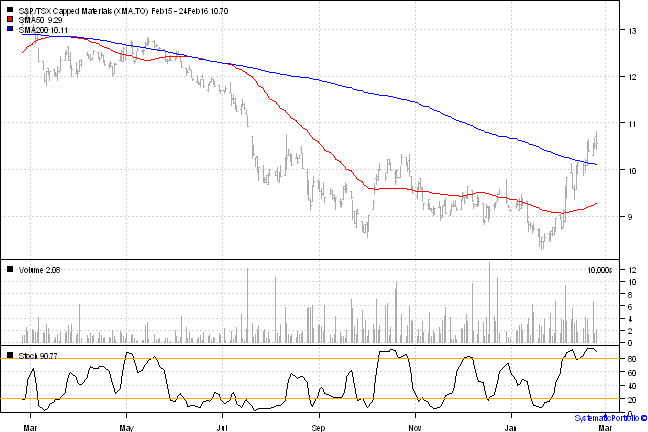 S&P/TSX Capped Materials (XMA.TO) Feb15 - 24Feb16 10.70
SMA50 9.29
SMA200 10.11
13
12
11
10
9
Volume 2.08
10,000s
12
10
8
6
4
2
0
Stoch 90.77
80
60
40
20
0
Mar May Jul Sep Nov Jan Mar
SystematicPortfolio ©